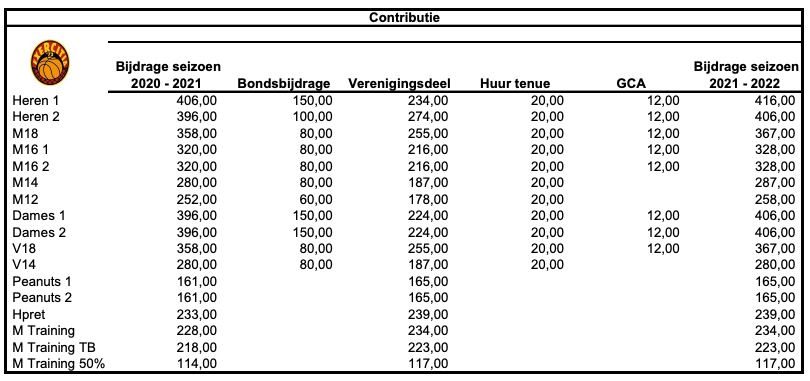 Contributie
Bijdrage seizoen Bijdrage seizoen
2020 - 2021 Bondsbijdrage Verenigingsdeel Huur tenue GCA 2021 - 2022
Heren 1 406,00 150,00 234,00 20,00 12,00 416,00
Heren 2 396,00 100,00 274,00 20,00 12,00 406,00
M18 358,00 80,00 255,00 20,00 12,00 367,00
M16 1 320,00 80,00 216,00 20,00 12,00 328,00
M16 2 320,00 80,00 216,00 20,00 12,00 328,00
M14 280,00 80,00 187,00 20,00 287,00
M12 252,00 60,00 178,00 20,00 258,00
Dames 1 396,00 150,00 224,00 20,00 12,00 406,00
Dames 2 396,00 150,00 224,00 20,00 12,00 406,00
V18 358,00 80,00 255,00 20,00 12,00 367,00
V14 280,00 80,00 187,00 20,00 280,00
Peanuts 1 161,00 165,00 165,00
Peanuts 2 161,00 165,00 165,00
Hpret 233,00 239,00 239,00
M Training 228,00 234,00 234,00
M Training TB 218,00 223,00 223,00
M Training 50% 114,00 117,00 117,00